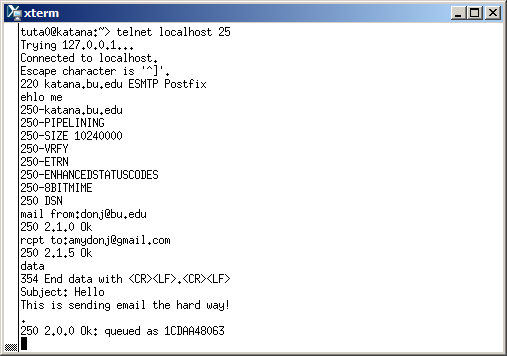 xterm
tuta0@katana:~> telnet localhost 25
Trying 127.0.0.1...
Connected to localhost.
Escape character is '^]'.
220 katana.bu.edu ESMTP Postfix
ehlo me
250-katana.bu.edu
250-PIPELINING
250-SIZE 10240000
250-VRFY
250-ETRN
250-ENHANCEDSTATUSCODES
250-8BITMIME
250 DSN
mail from:donj@bu.edu
250 2.1.0 Ok
rcpt to:amydonj@gmail.com
250 2.1.5 Ok
data
354 End data with <CR><LF>.<CR><LF>
Subject: Hello
This is sending email the hard way!
.
250 2.0.0 Ok: queued as 1CDAA48063